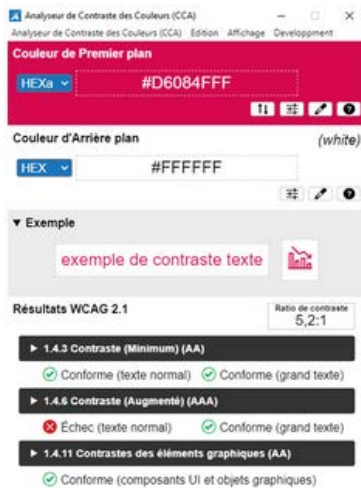 Analyseur de Contraste des Couleurs (CCA)
Analyseur de Contraste des Couleurs (CCA) Edition Affichage Developpment
Couleur de Premier plan
HEXa #D6084FFF
Couleur d'Arrière plan (white)
HEX #FFFFFF
▼ Exemple
exemple de contraste texte
Résultats WCAG 2.1
Ratio de contraste
5,2:1
▶ 1.4.3 Contraste (Minimum) (AA)
Conforme (texte normal) Conforme (grand texte)
▶ 1.4.6 Contraste (Augmenté) (AAA)
Échec (texte normal) Conforme (grand texte)
▶ 1.4.11 Contrastes des éléments graphiques (AA)
Conforme (composants UI et objets graphiques)